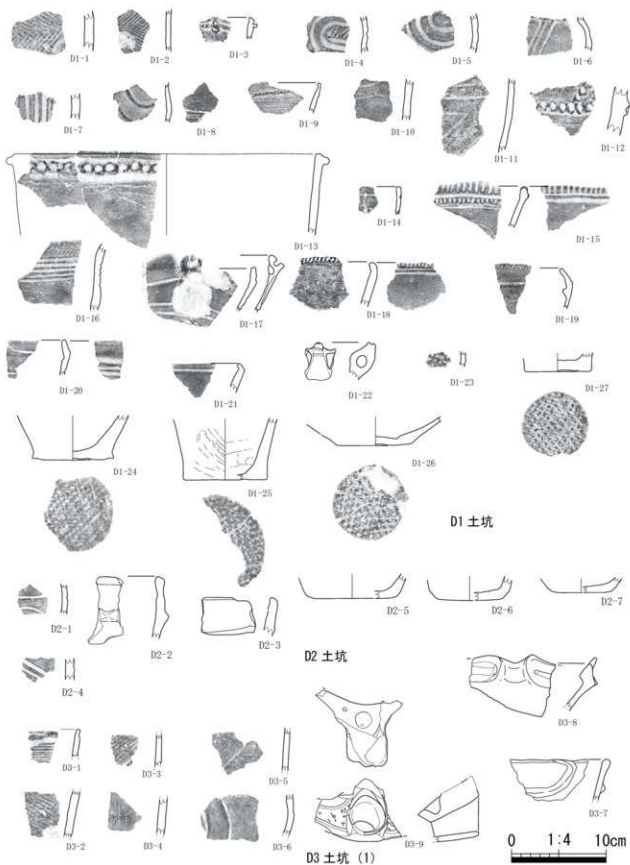 D1-1 D1-2 D1-3 D1-4 D1-5 D1-6
D1-7 D1-8 D1-9 D1-10 D1-11 D1-12
D1-13 D1-14 D1-15
D1-16 D1-17 D1-18 D1-19
D1-20 D1-21 D1-22 D1-23 D1-27
D1-24 D1-25 D1-26
D1 土坑
D2-1 D2-2 D2-3 D2-5 D2-6 D2-7
D2 土坑
D2-4
D3-8
D3-1 D3-3 D3-5
D3-7
D3-2 D3-4 D3-6 D3-9
D3 土坑 (1)
0 1:4 10cm